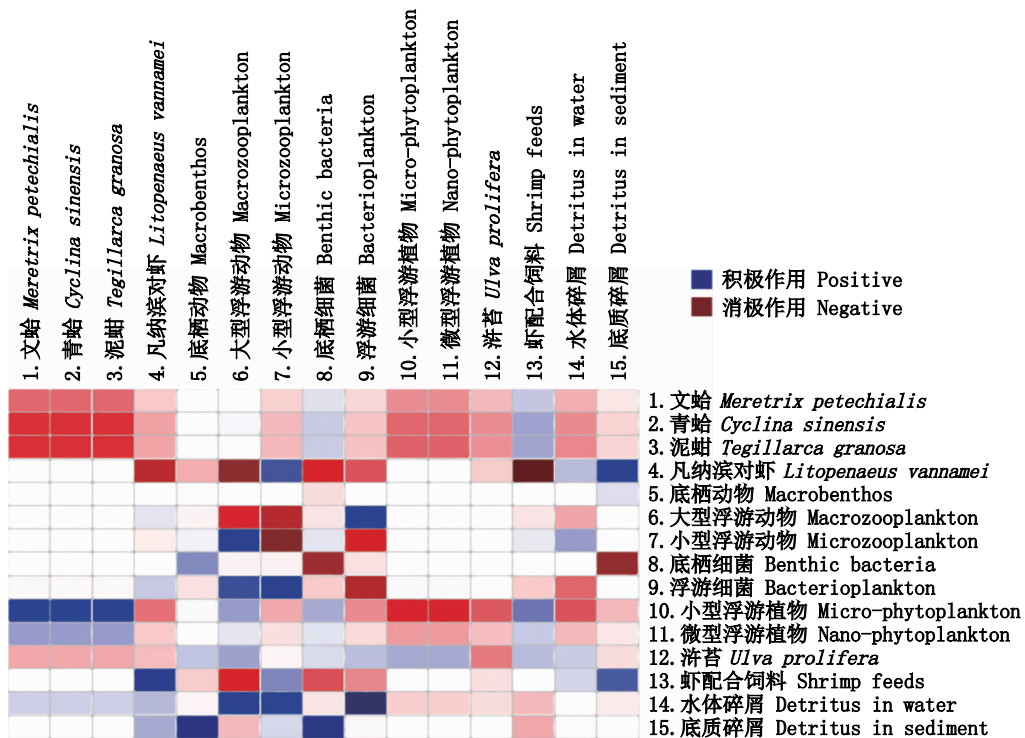 1. 文蛤 Meretrix petechialis
2. 青蛤 Cyclina sinensis
3. 泥蚶 Tegillarca granosa
4. 凡纳滨对虾 Litopenaeus vannamei
5. 底栖动物 Macrobenthos
6. 大型浮游动物 Macrozooplankton
7. 小型浮游动物 Microzooplankton
8. 底栖细菌 Benthic bacteria
9. 浮游细菌 Bacterioplankton
10. 小型浮游植物 Micro-phytoplankton
11. 微型浮游植物 Nano-phytoplankton
12. 浒苔 Ulva prolifera
13. 虾配合饲料 Shrimp feeds
14. 水体碎屑 Detritus in water
15. 底质碎屑 Detritus in sediment
积极作用 Positive
消极作用 Negative
1. 文蛤 Meretrix petechialis
2. 青蛤 Cyclina sinensis
3. 泥蚶 Tegillarca granosa
4. 凡纳滨对虾 Litopenaeus vannamei
5. 底栖动物 Macrobenthos
6. 大型浮游动物 Macrozooplankton
7. 小型浮游动物 Microzooplankton
8. 底栖细菌 Benthic bacteria
9. 浮游细菌 Bacterioplankton
10. 小型浮游植物 Micro-phytoplankton
11. 微型浮游植物 Nano-phytoplankton
12. 浒苔 Ulva prolifera
13. 虾配合饲料 Shrimp feeds
14. 水体碎屑 Detritus in water
15. 底质碎屑 Detritus in sediment